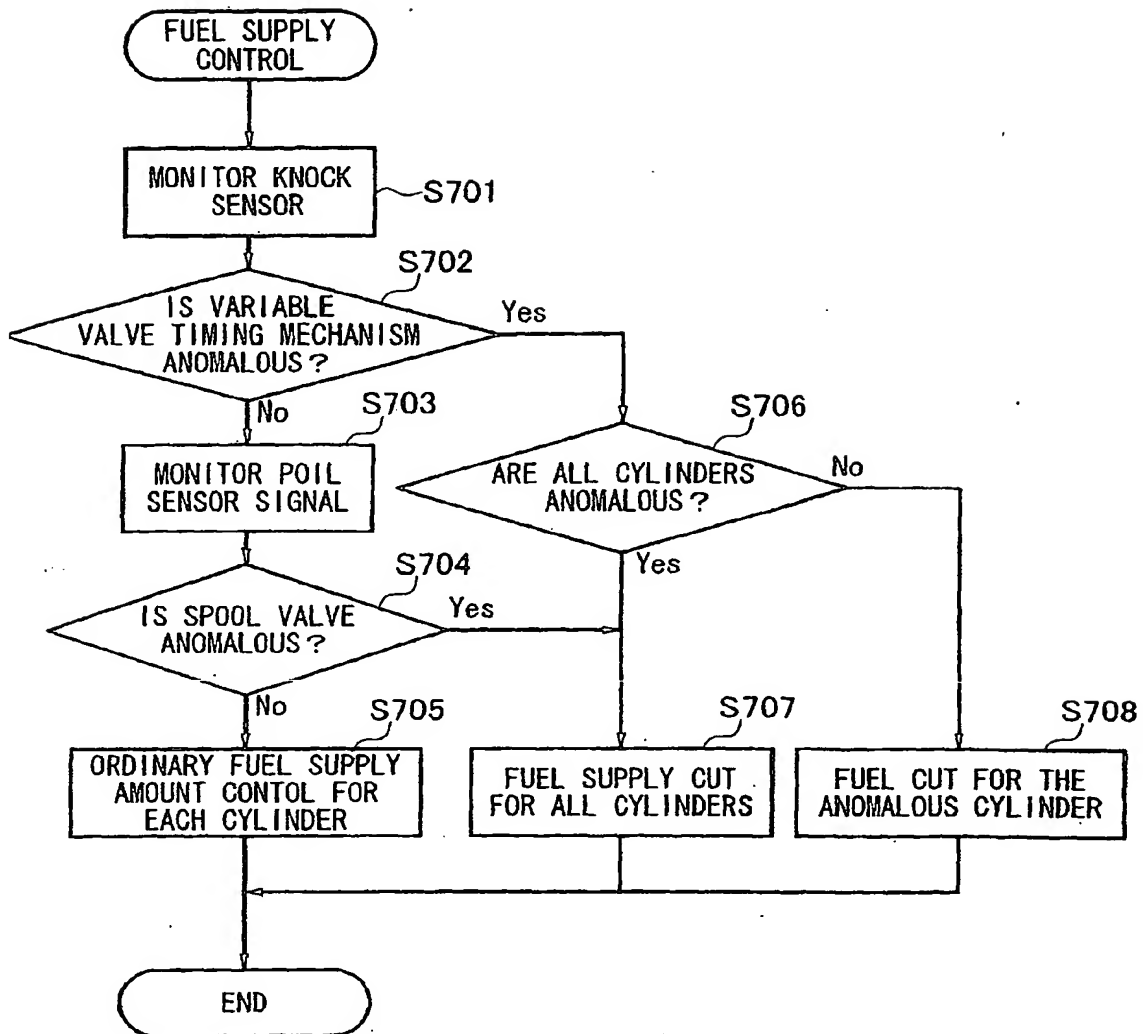 FUEL SUPPLY
CONTROL
MONITOR KNOCK
SENSOR
S701
S702
IS VARIABLE
VALVE TIMING MECHANISM
ANOMALOUS?
Yes
No
S703
MONITOR POIL
SENSOR SIGNAL
S706
ARE ALL CYLINDERS
ANOMALOUS?
No
Yes
S704
IS SPOOL VALVE
ANOMALOUS?
Yes
No
S705
ORDINARY FUEL SUPPLY
AMOUNT CONTOL FOR
EACH CYLINDER
S707
FUEL SUPPLY CUT
FOR ALL CYLINDERS
S708
FUEL CUT FOR THE
ANOMALOUS CYLINDER
END